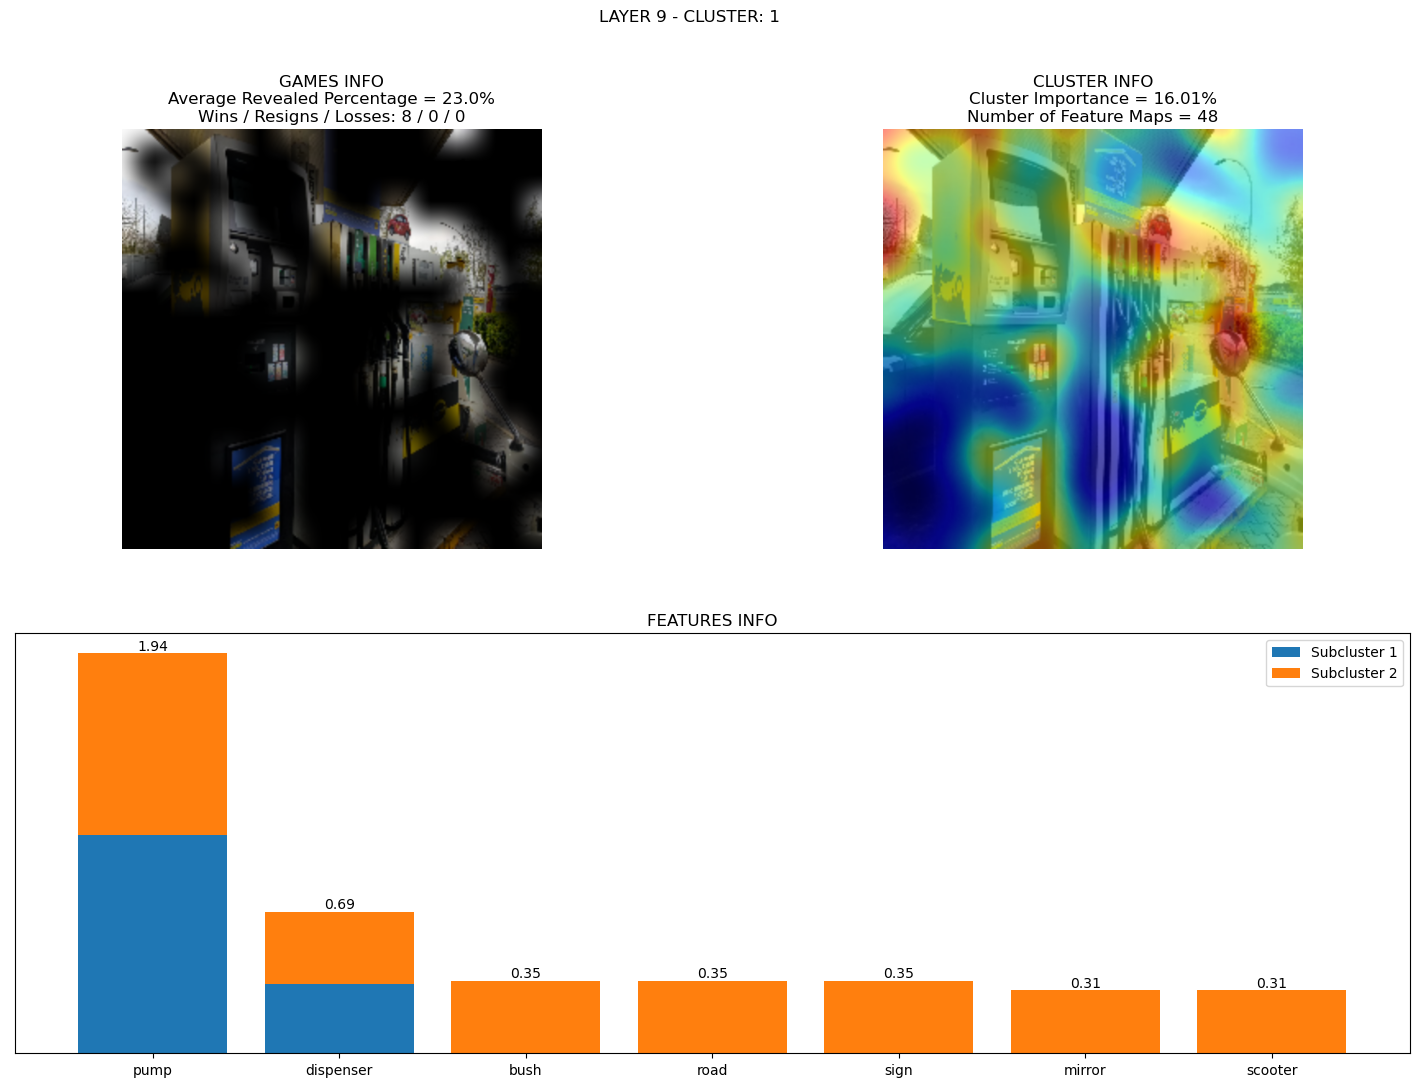 LAYER 9 - CLUSTER: 1
GAMES INFO
Average Revealed Percentage = 23.0%
Wins / Resigns / Losses: 8 / 0 / 0
CLUSTER INFO
Cluster Importance = 16.01%
Number of Feature Maps = 48
FEATURES INFO
Subcluster 1
Subcluster 2
1.94
0.69
0.35
0.35
0.35
0.31
0.31
pump
dispenser
bush
road
sign
mirror
scooter